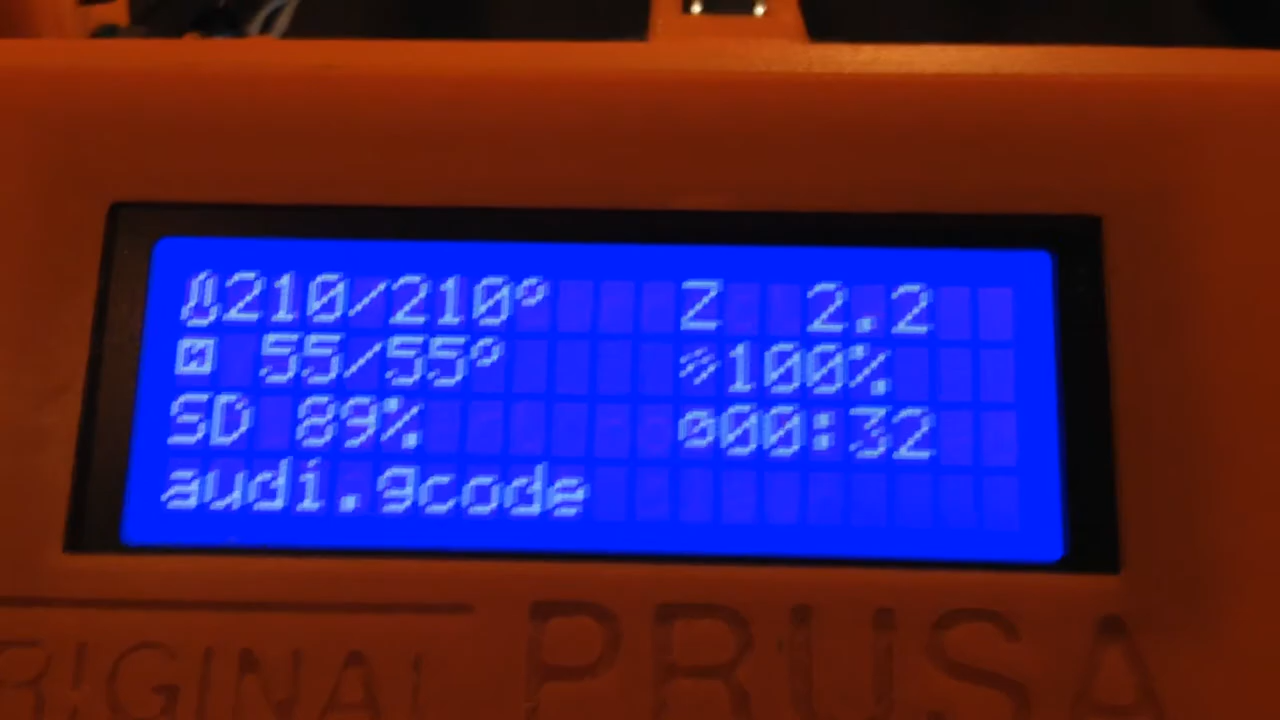 210/210° Z 2.2
55/55° 100%
SD 89% 00:32
audi.gcode
ORIGINAL PRUSA